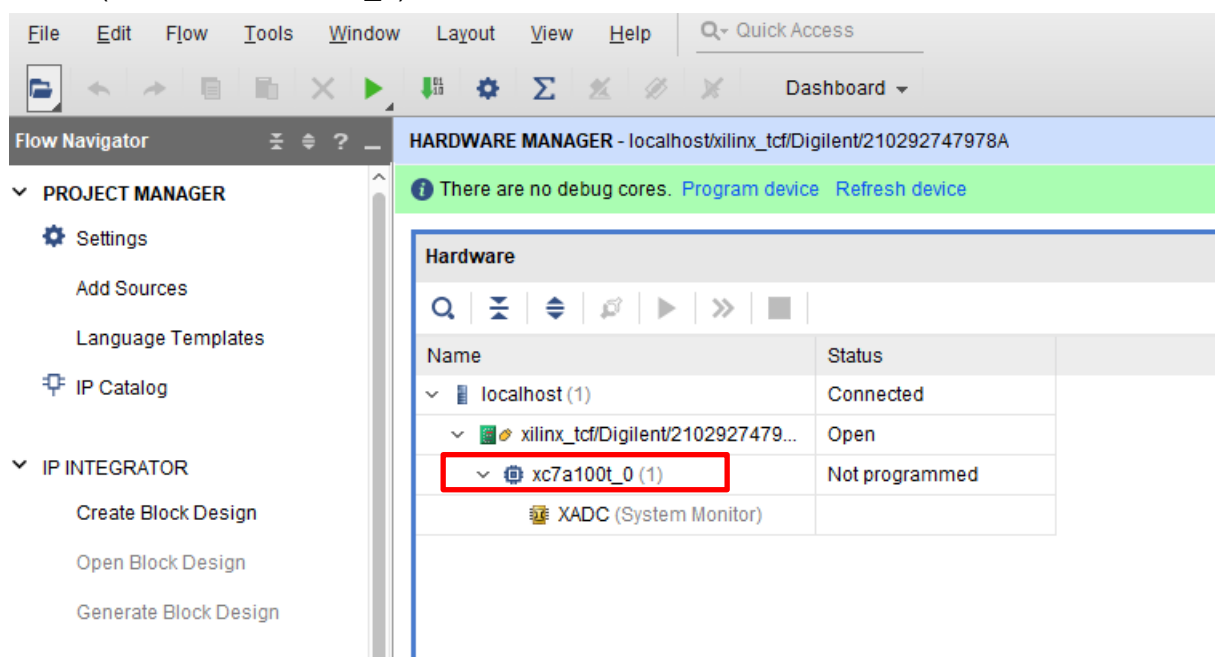 File Edit Flow Tools Window Layout View Help Quick Access
Dashboard
Flow Navigator ? _
HARDWARE MANAGER - localhost/xilinx_tcf/Digilent/210292747978A
There are no debug cores. Program device Refresh device
PROJECT MANAGER
Settings
Add Sources
Language Templates
IP Catalog
IP INTEGRATOR
Create Block Design
Open Block Design
Generate Block Design
Hardware
Name Status
localhost (1) Connected
xilinx_tcf/Digilent/2102927479... Open
xc7a100t_0 (1) Not programmed
XADC (System Monitor)